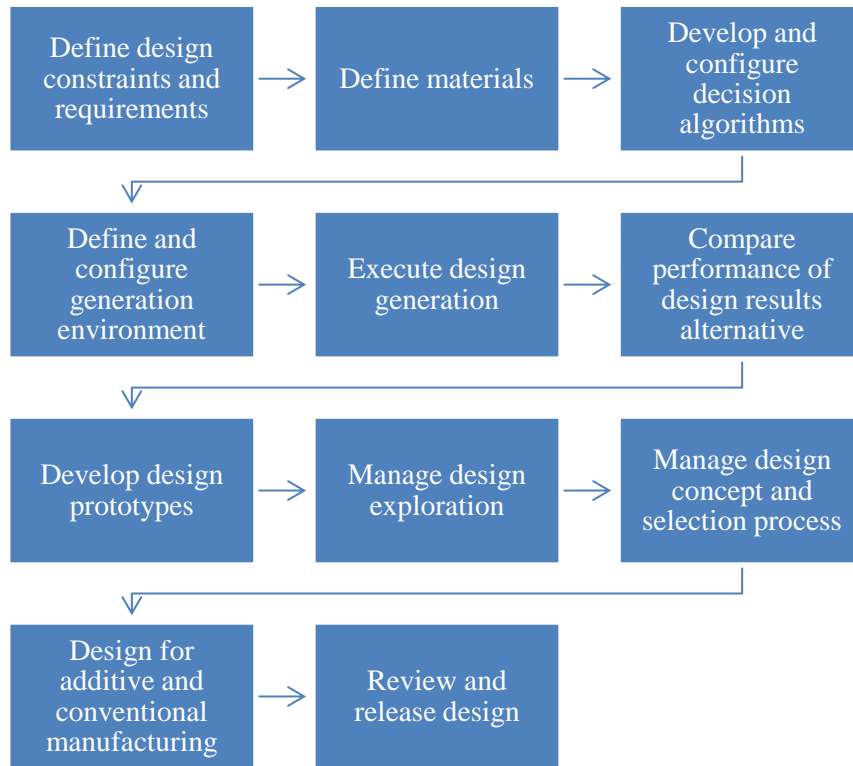 Define design
constraints and
requirements
Define materials
Develop and
configure
decision
algorithms
Define and
configure
generation
environment
Execute design
generation
Compare
performance of
design results
alternative
Develop design
prototypes
Manage design
exploration
Manage design
concept and
selection process
Design for
additive and
conventional
manufacturing
Review and
release design